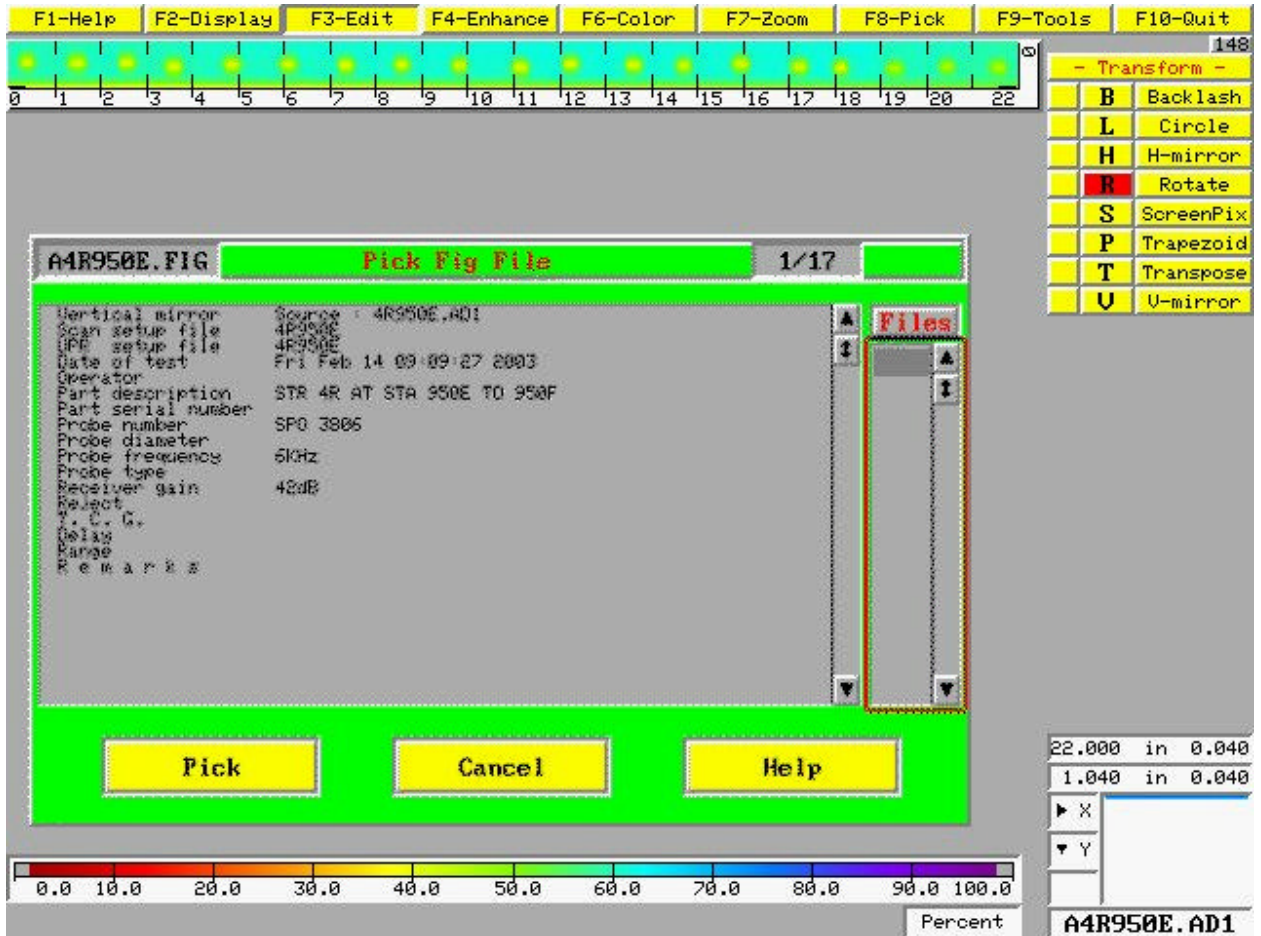 F1-Help F2-Display F3-Edit F4-Enhance F6-Color F7-Zoom F8-Pick F9-Tools F10-Quit
148
0 1 2 3 4 5 6 7 8 9 10 11 12 13 14 15 16 17 18 19 20 22
- Transform -
B Backlash
L Circle
H H-mirror
R Rotate
S ScreenPix
P Trapezoid
T Transpose
V V-mirror
A4R950E.FIG Pick Fig File 1/17
Files
Vertical mirror Source : 4R950E.AD1
Scan setup file 4R950E
UPR setup file 4R950E
Date of test Fri Feb 14 09:09:27 2003
Operator
Part description STR 4R AT STA 950E TO 950F
Part serial number
Probe number SPO 3806
Probe diameter
Probe frequency 6KHz
Probe type
Receiver gain 42dB
Reject
T. C. G.
Delay
Range
R e m a r k s
Pick Cancel Help
22.000 in 0.040
1.040 in 0.040
X
Y
0.0 10.0 20.0 30.0 40.0 50.0 60.0 70.0 80.0 90.0 100.0
Percent
A4R950E.AD1